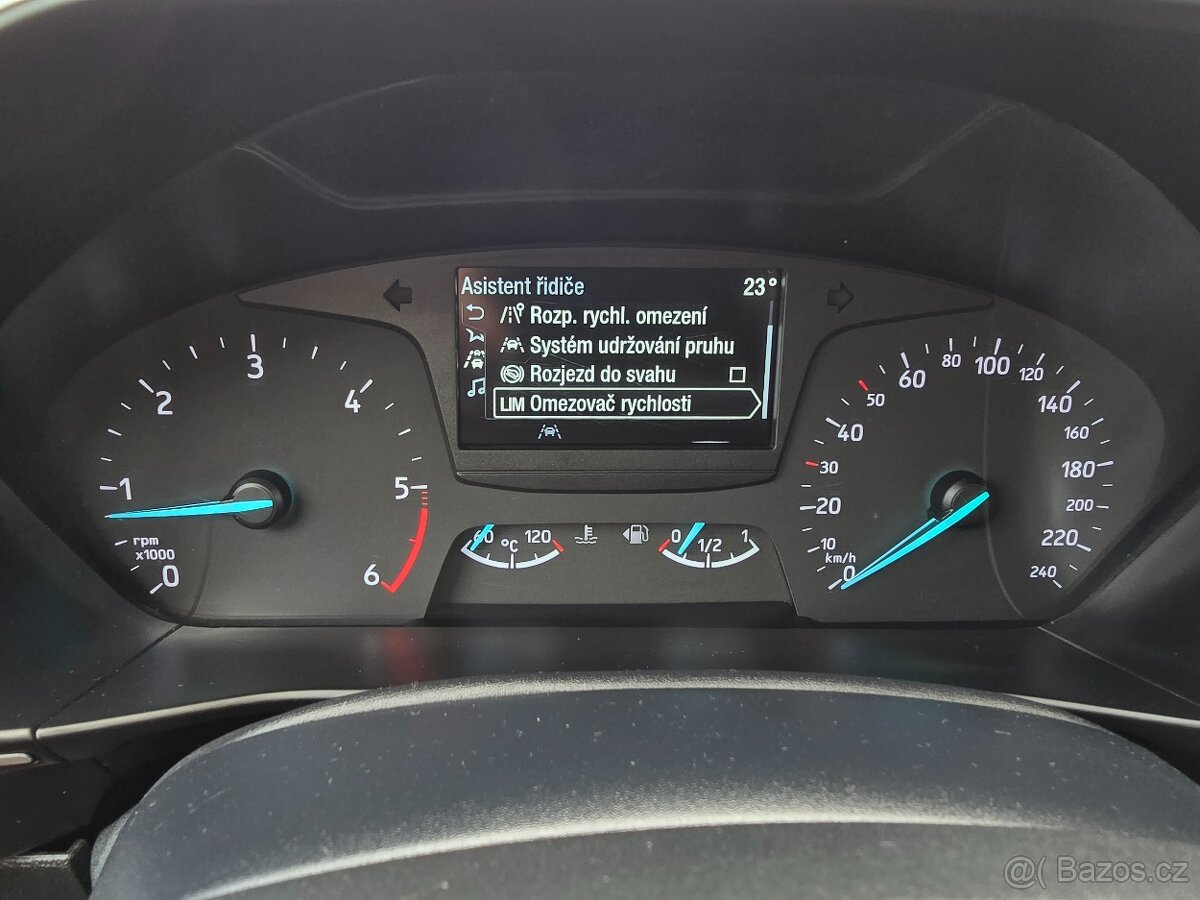 Asistent řidiče 23°
Rozp. rychl. omezení
Systém udržování pruhu
Rozjezd do svahu
LIM Omezovač rychlosti
0
1
2
3
4
5
6
rpm
x1000
60 °C 120
0 1/2 1
0
10
20
30
40
50
60
80
100
120
140
160
180
200
220
240
km/h
@( Bazos.cz